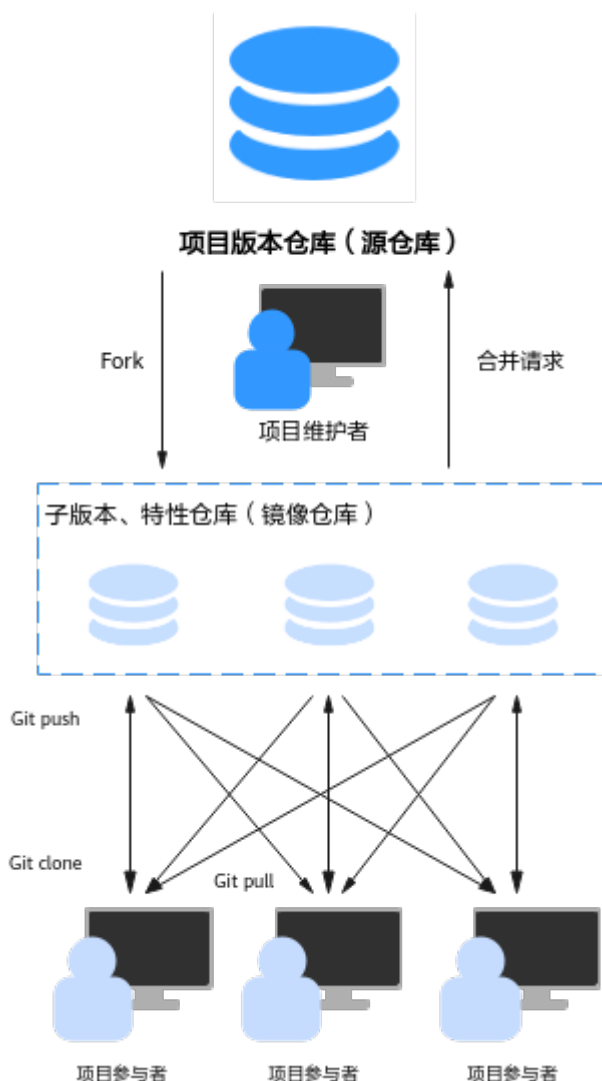 项目版本仓库（源仓库）
Fork
合并请求
项目维护者
子版本、特性仓库（镜像仓库）
Git push
Git clone
Git pull
项目参与者
项目参与者
项目参与者